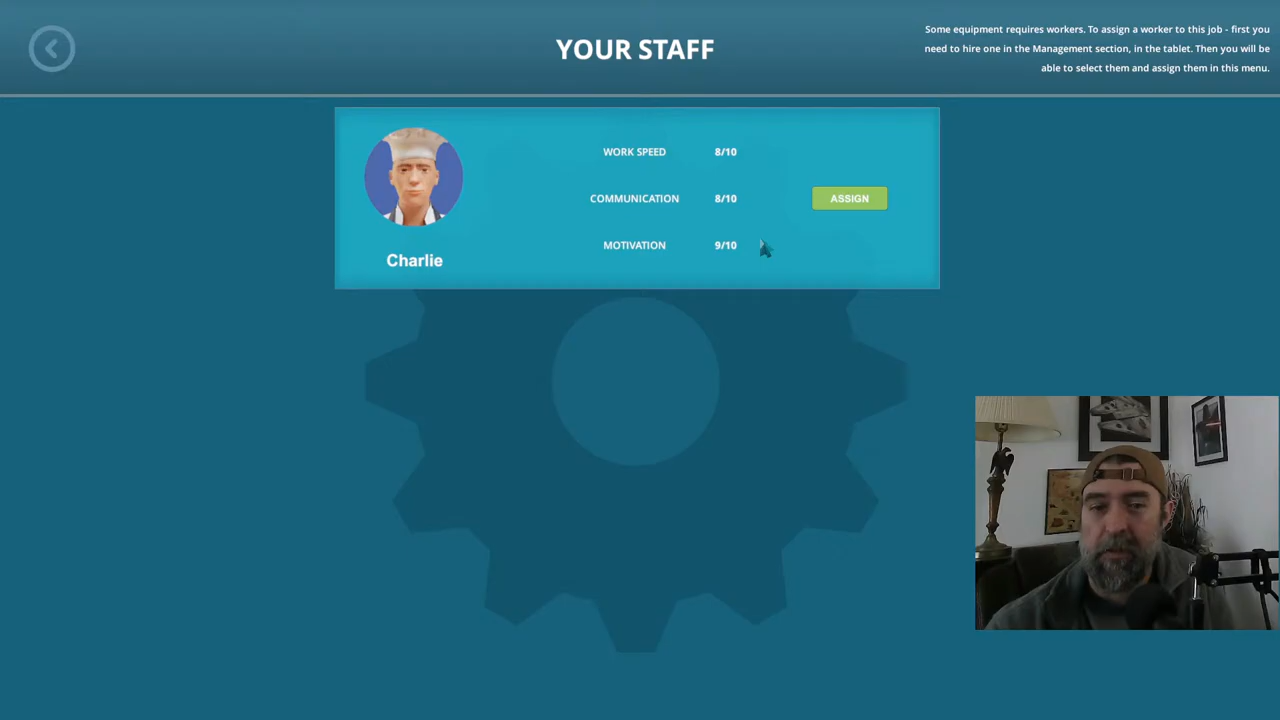 YOUR STAFF
Some equipment requires workers. To assign a worker to this job - first you
need to hire one in the Management section, in the tablet. Then you will be
able to select them and assign them in this menu.
WORK SPEED 8/10
COMMUNICATION 8/10
ASSIGN
MOTIVATION 9/10
Charlie